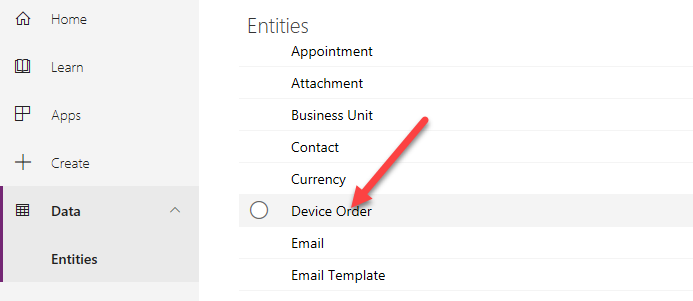 Home
Learn
Apps
Create
Data
Entities
Entities
Appointment
Attachment
Business Unit
Contact
Currency
Device Order
Email
Email Template